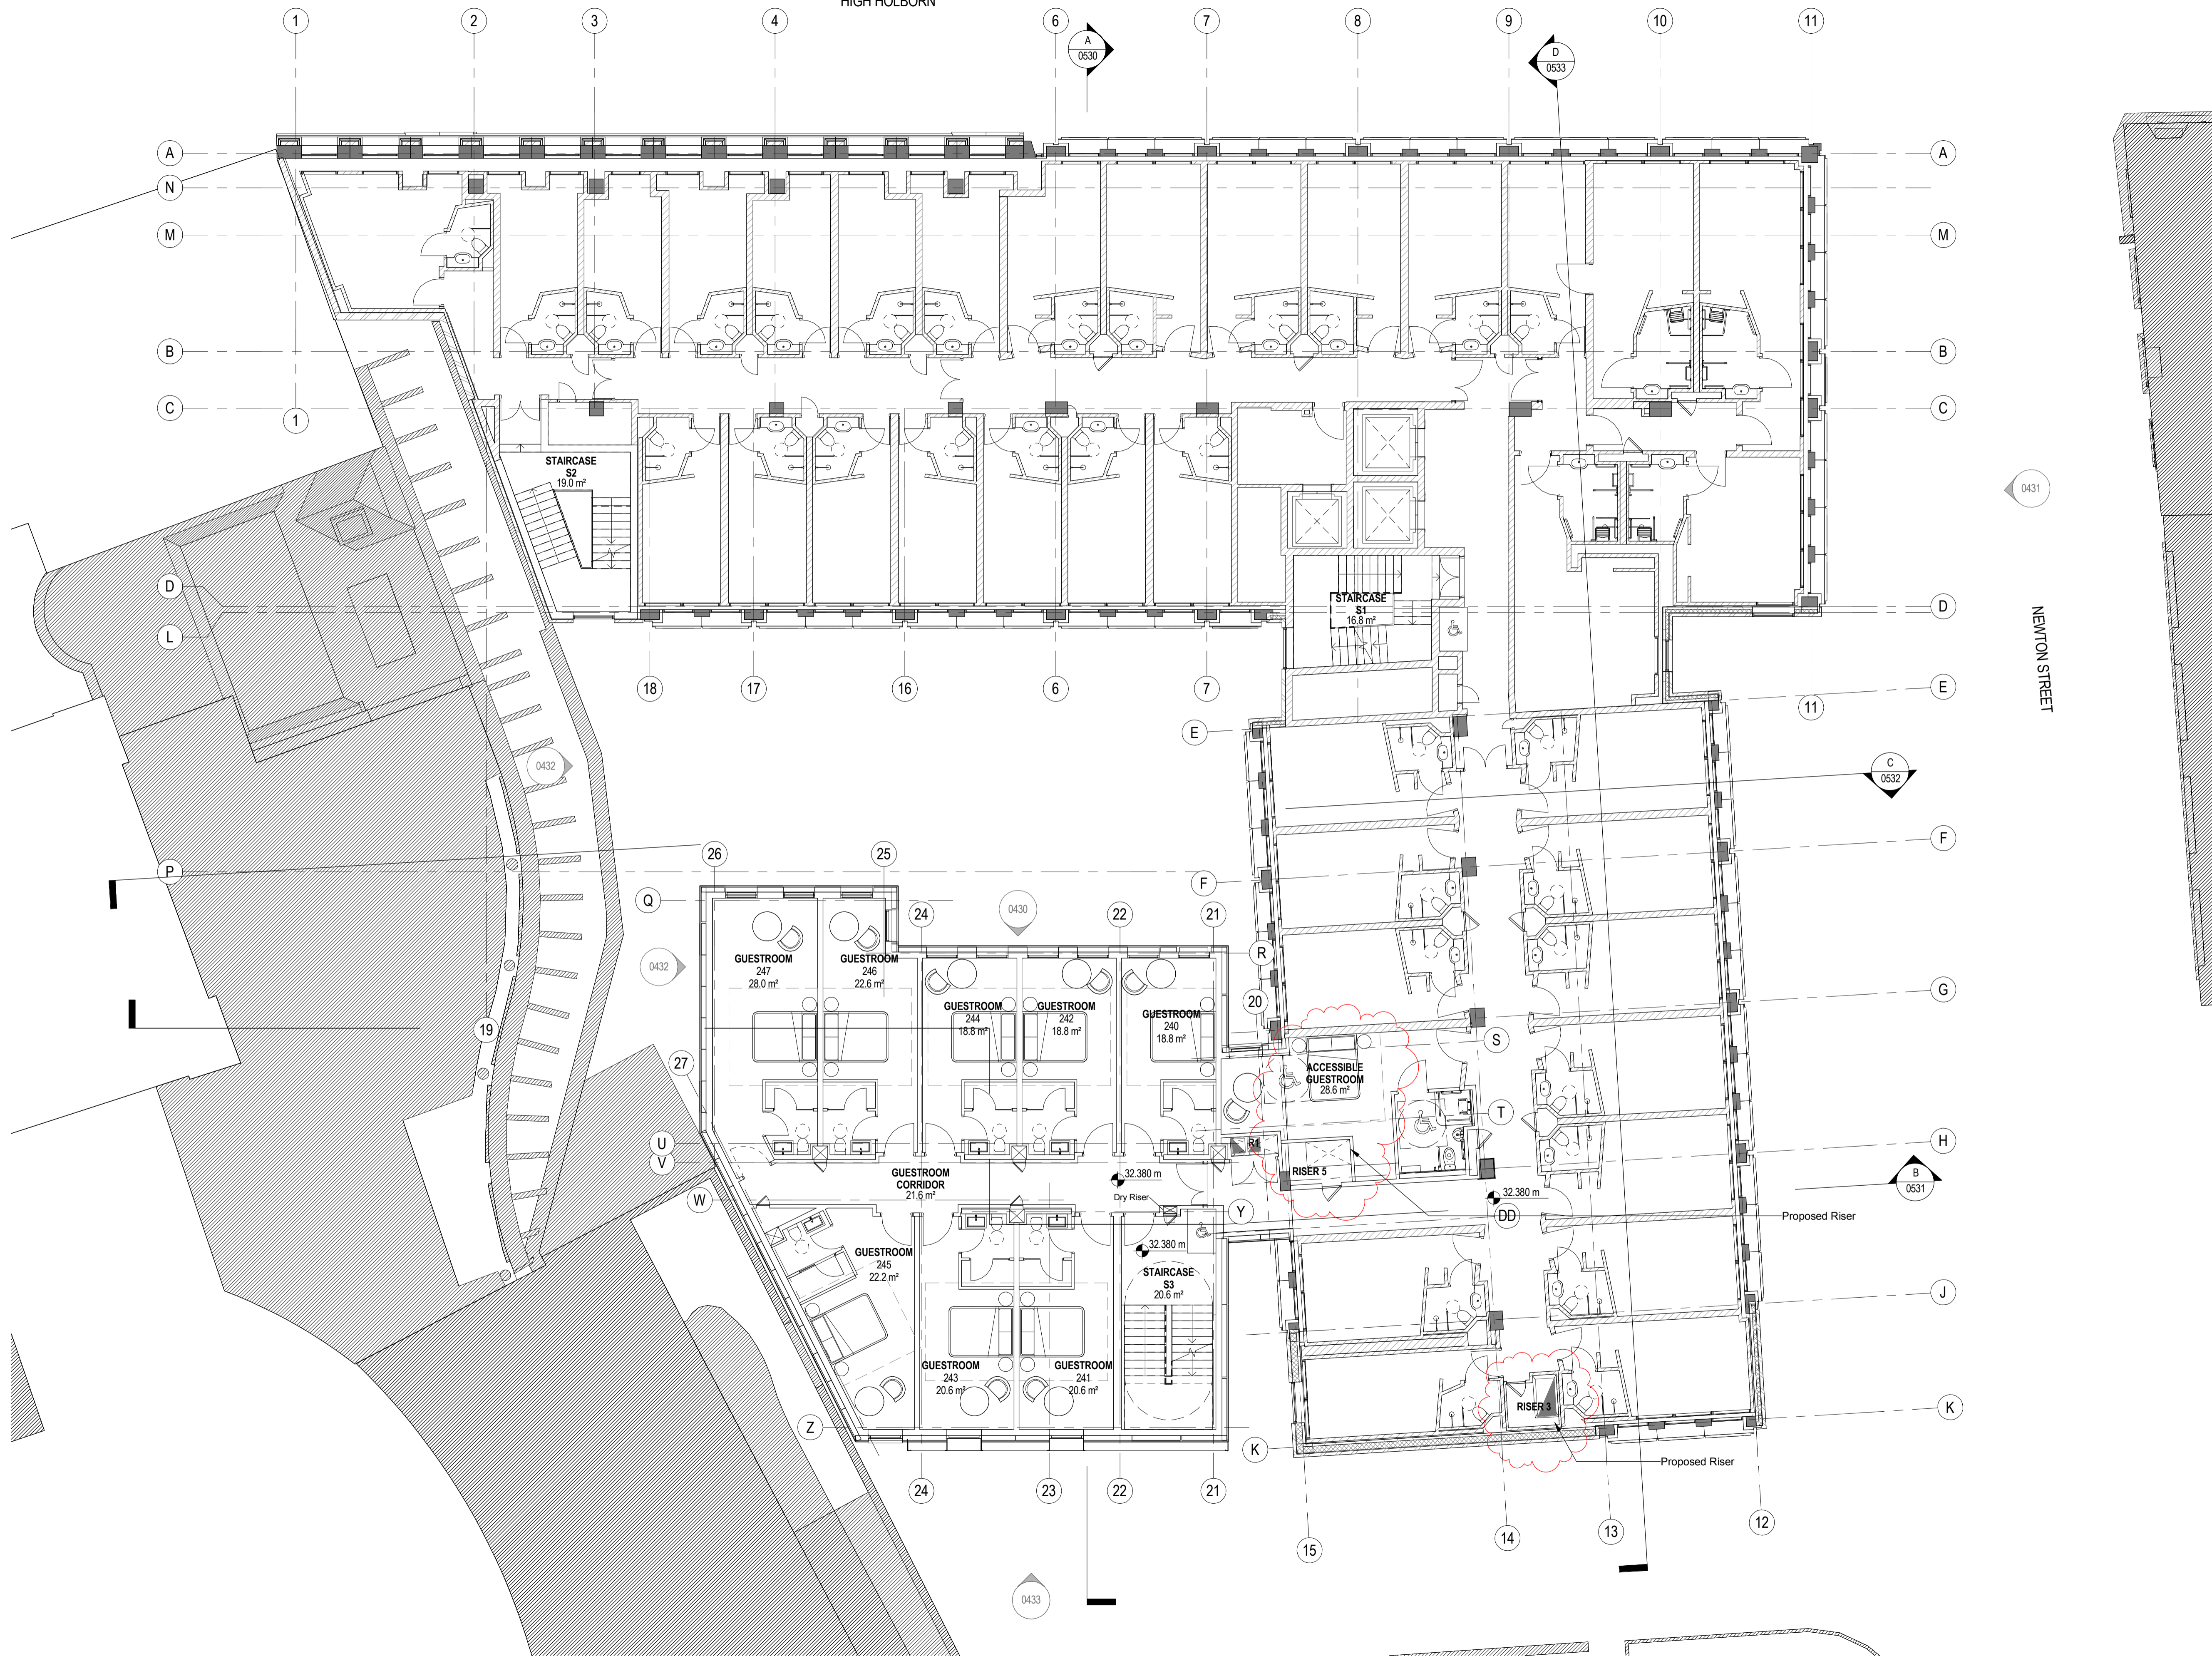 HIGH HOLBORN
1
2
3
4
6
7
8
9
10
11
A
0530
D
0533
A
A
N
M
M
B
B
C
C
1
STAIRCASE
S2
19.0 m²
0431
D
L
STAIRCASE
S1
16.8 m²
D
NEWTON STREET
18
17
16
6
7
E
11
E
0432
C
0532
P
26
25
F
F
Q
24
0430
22
21
R
0432
GUESTROOM
247
28.0 m²
GUESTROOM
246
22.6 m²
GUESTROOM
244
18.8 m²
GUESTROOM
242
18.8 m²
GUESTROOM
240
18.8 m²
20
G
19
S
27
ACCESSIBLE
GUESTROOM
28.6 m²
T
U
V
R1
H
GUESTROOM
CORRIDOR
21.6 m²
32.380 m
RISER 5
B
0531
W
Dry Riser
32.380 m
Y
DD
Proposed Riser
GUESTROOM
245
22.2 m²
32.380 m
STAIRCASE
S3
20.6 m²
J
GUESTROOM
243
20.6 m²
GUESTROOM
241
20.6 m²
RISER 3
K
Z
K
Proposed Riser
24
23
22
21
15
14
13
12
0433